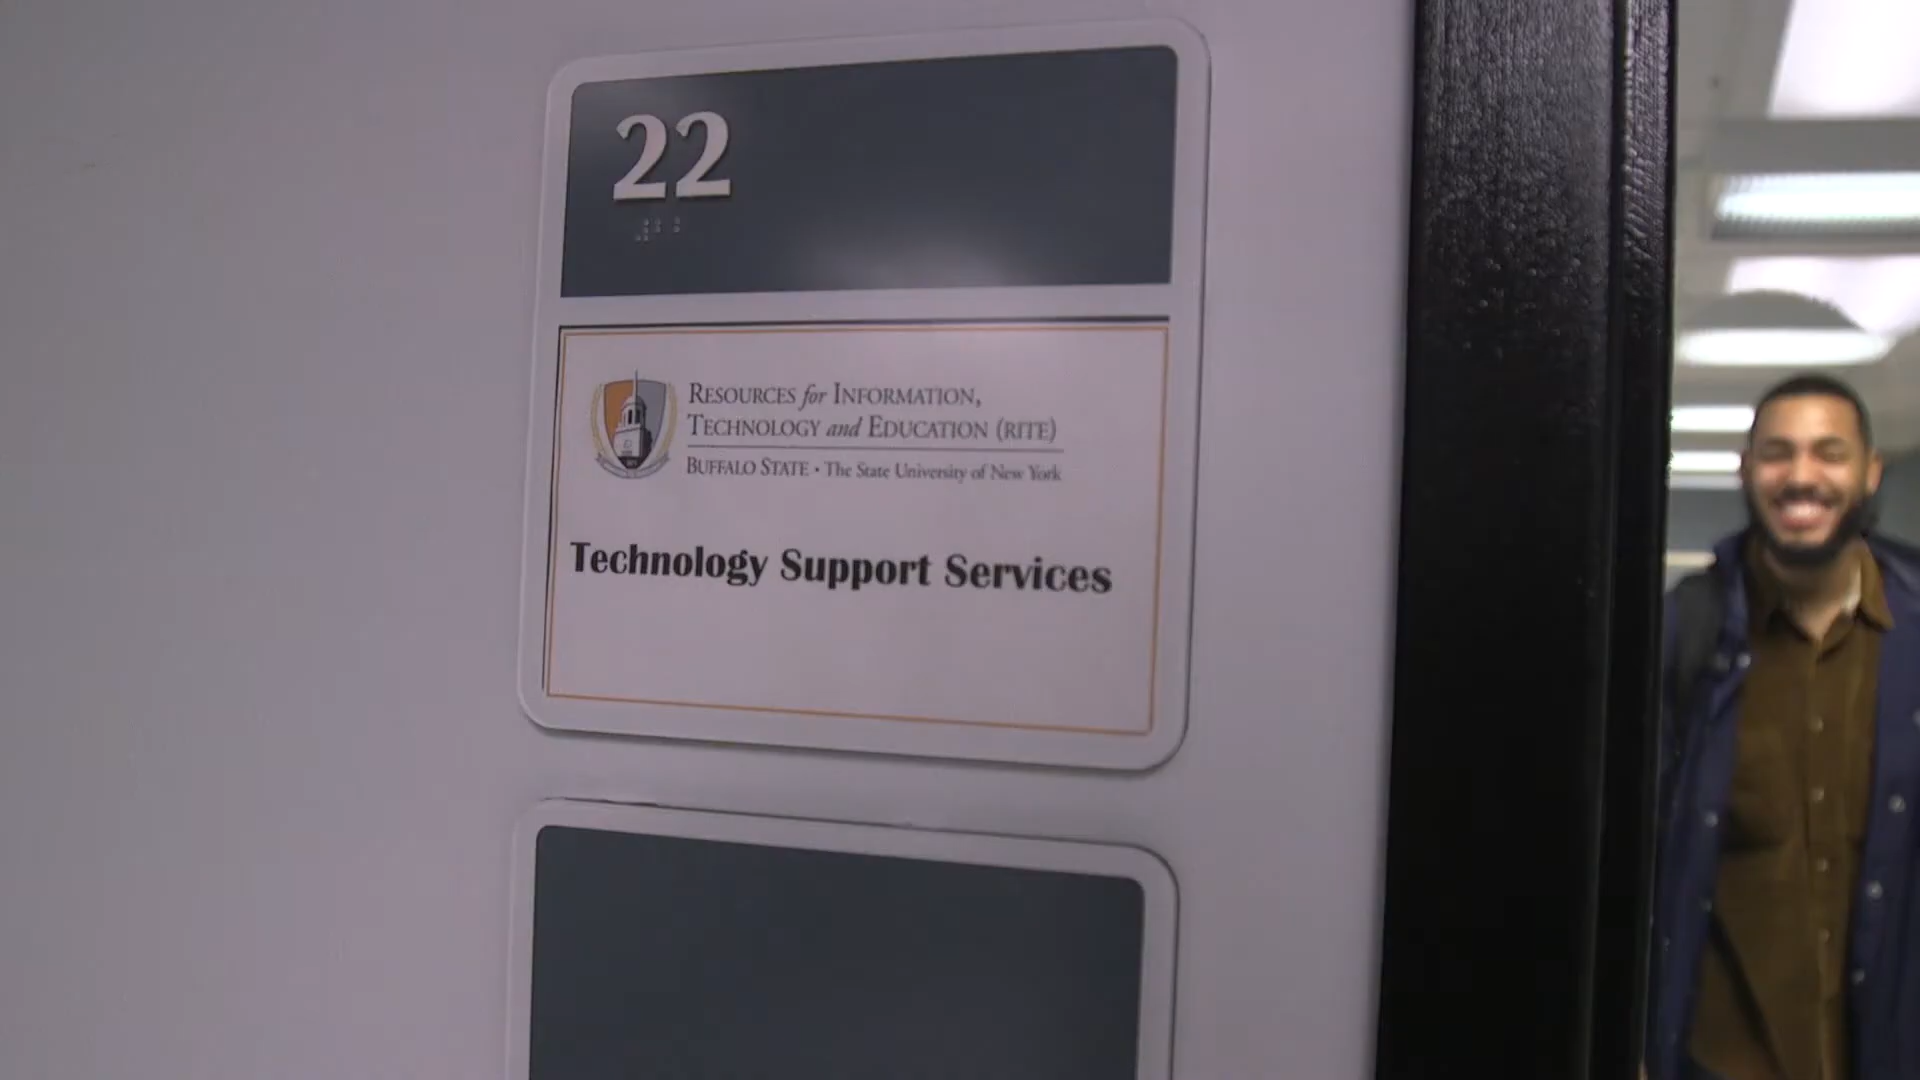 22
RESOURCES for INFORMATION,
TECHNOLOGY and EDUCATION (RITE)
BUFFALO STATE • The State University of New York
Technology Support Services